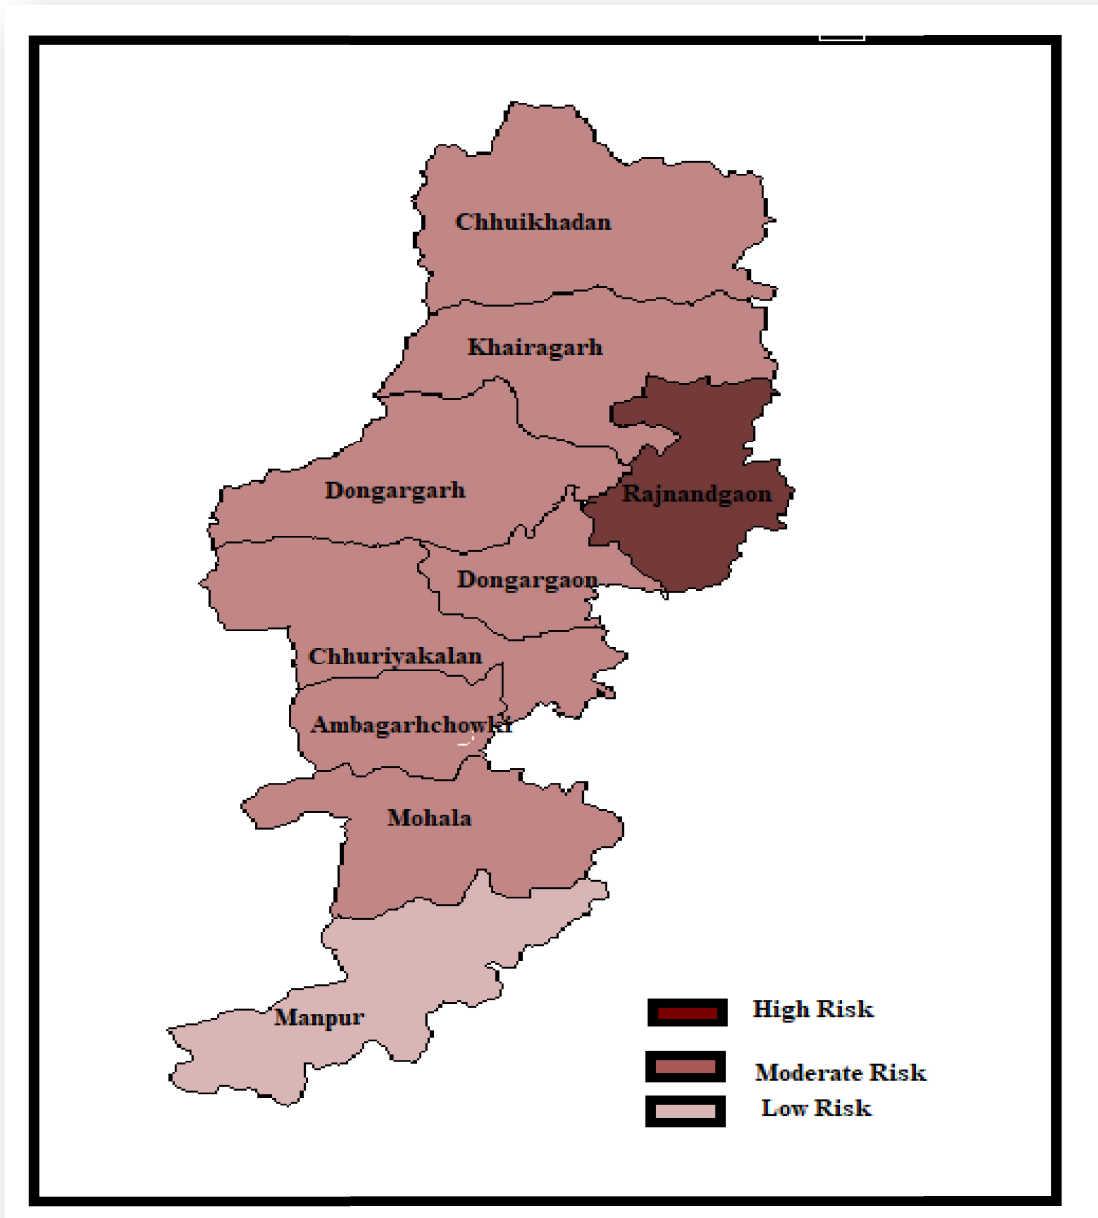 Chhuikhadan
Khairagarh
Dongargarh
Rajnandgaon
Dongargaon
Chhuriyakalan
Ambagarhchowki
Mohala
Manpur
High Risk
Moderate Risk
Low Risk